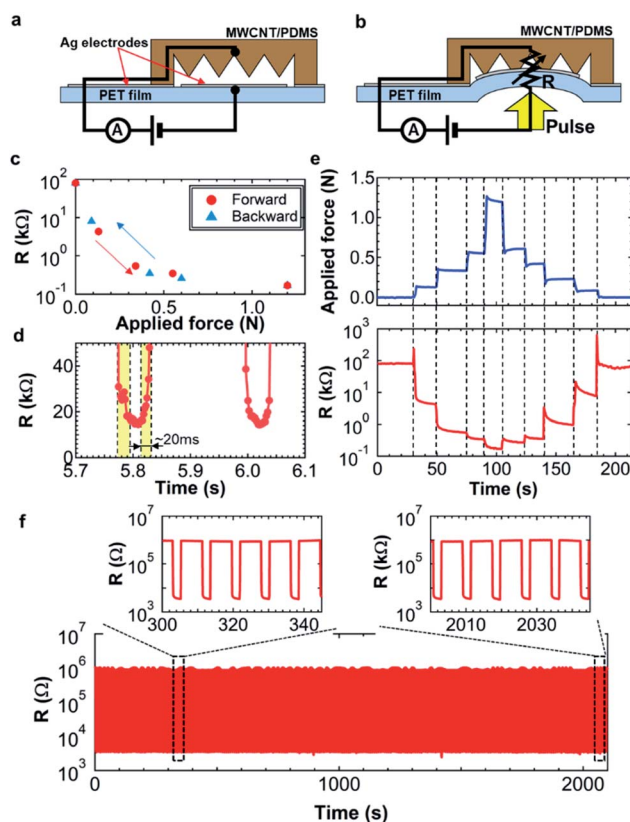 a
MWCNT/PDMS
Ag electrodes
PET film
A
b
MWCNT/PDMS
PET film
R
A
Pulse
c
R (kΩ)
10²
10¹
10⁰
10⁻¹
Forward
Backward
0.0 0.5 1.0
Applied force (N)
d
R (kΩ)
40
20
0
~20ms
5.7 5.8 5.9 6.0 6.1
Time (s)
e
Applied force (N)
1.5
1.0
0.5
0.0
R (kΩ)
10³
10²
10¹
10⁰
10⁻¹
0 50 100 150 200
Time (s)
f
R (Ω)
10⁷
10⁵
10³
300 320 340
R (kΩ)
10⁷
10⁵
10³
2010 2030
R (Ω)
10⁷
10⁶
10⁵
10⁴
10³
0 1000 2000
Time (s)